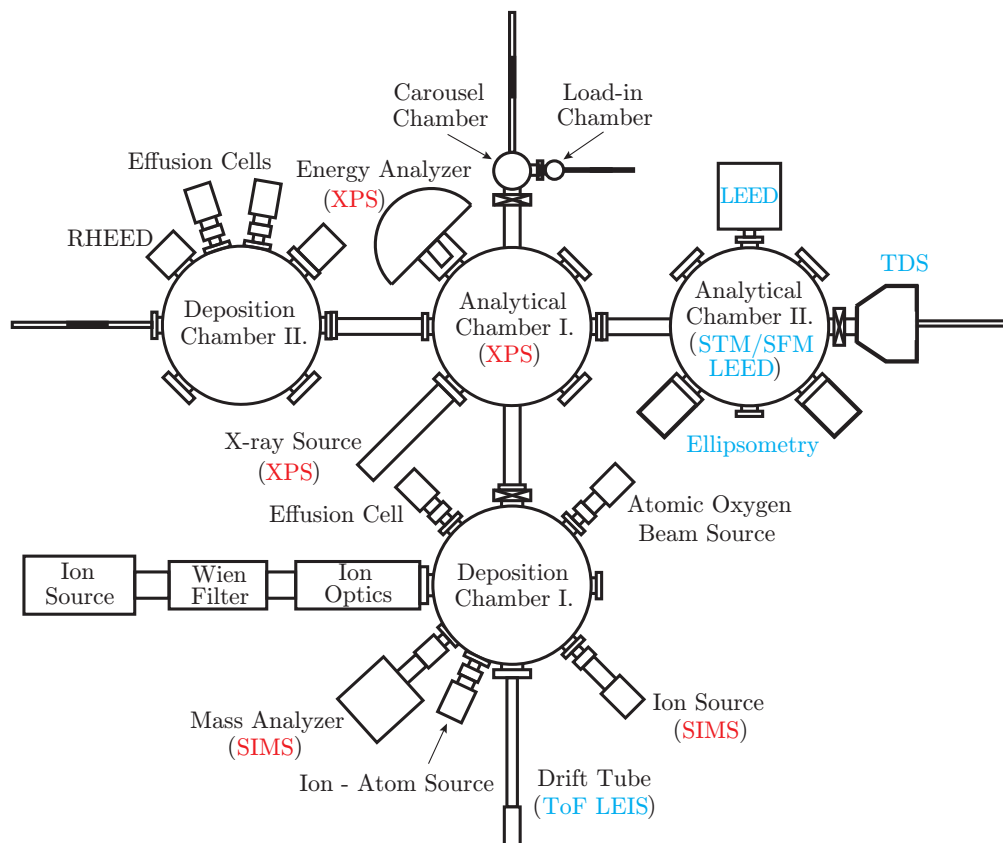 Carousel
Chamber
Load-in
Chamber
Effusion Cells
Energy Analyzer
(XPS)
LEED
RHEED
TDS
Deposition
Chamber II.
Analytical
Chamber I.
(XPS)
Analytical
Chamber II.
(STM/SFM
LEED)
X-ray Source
(XPS)
Ellipsometry
Effusion Cell
Atomic Oxygen
Beam Source
Ion
Source
Wien
Filter
Ion
Optics
Deposition
Chamber I.
Mass Analyzer
(SIMS)
Ion Source
(SIMS)
Ion - Atom Source
Drift Tube
(ToF LEIS)